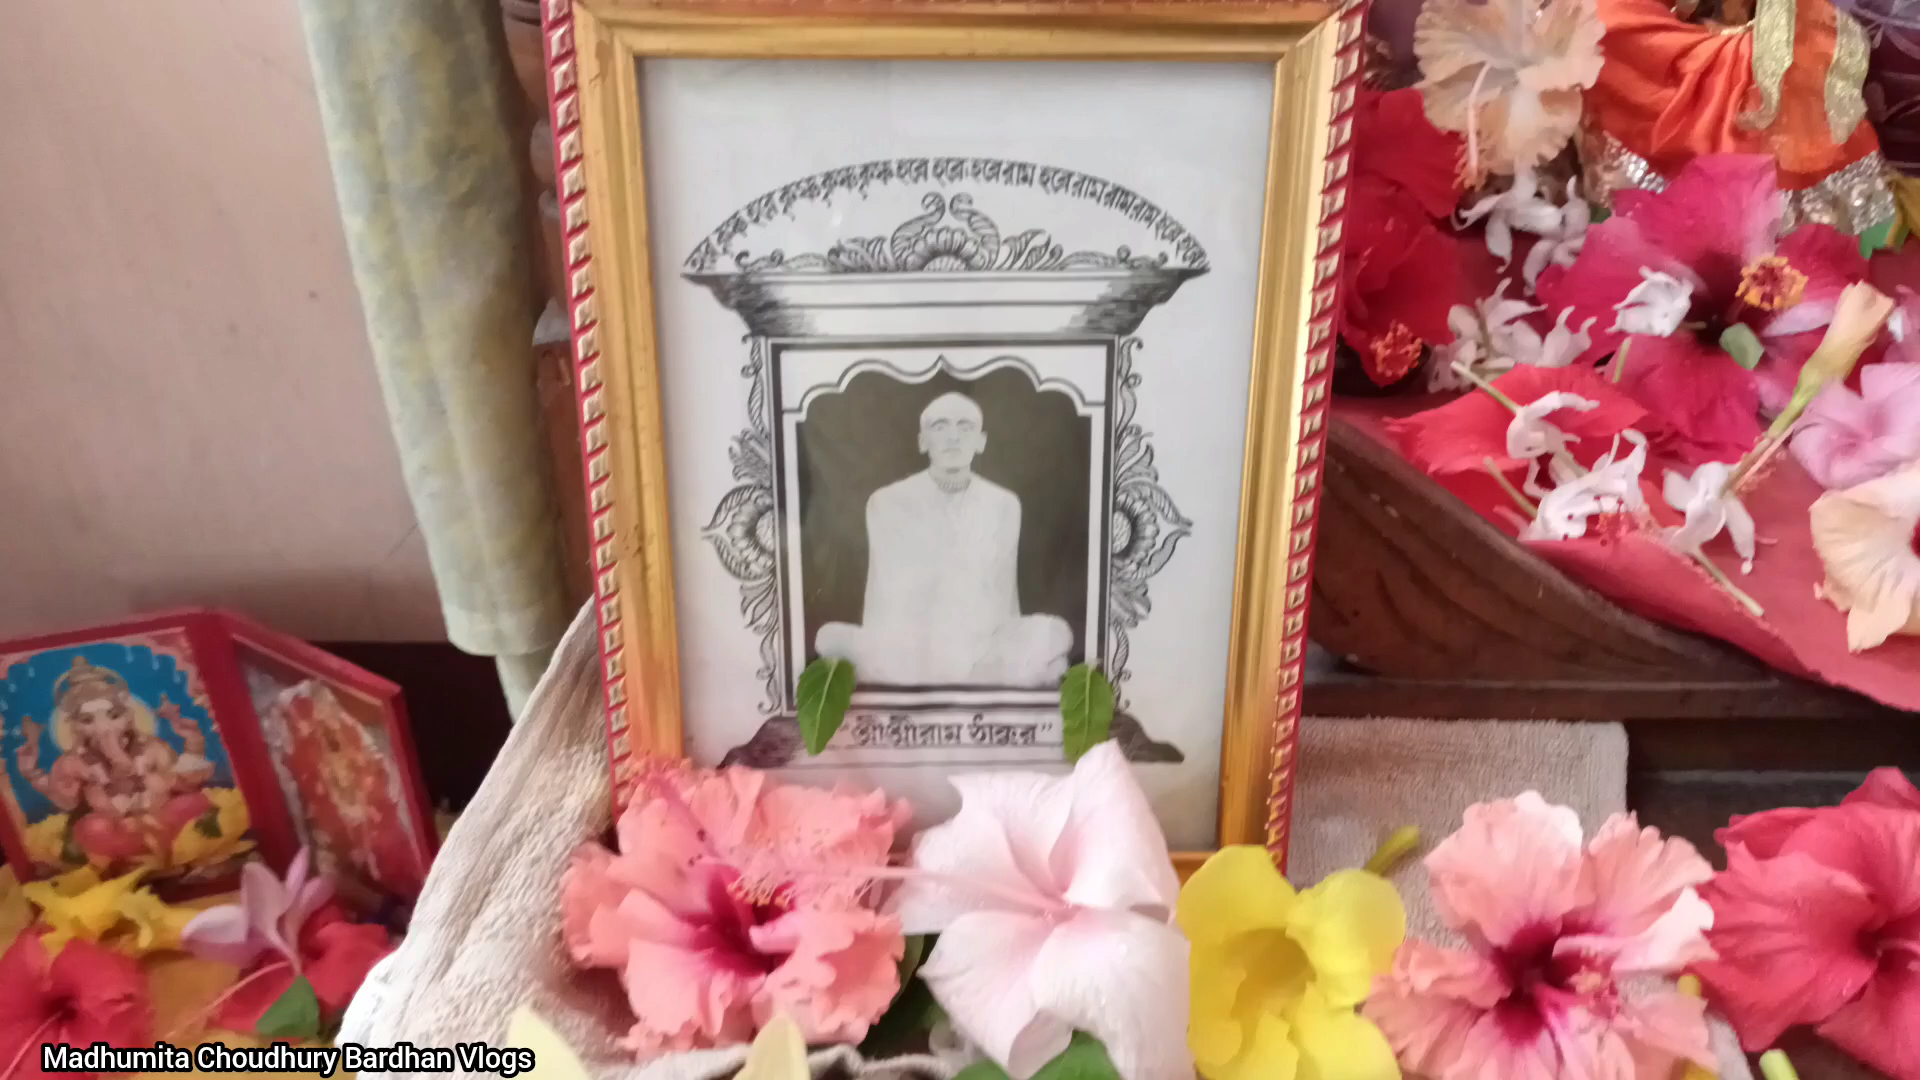 হরে কৃষ্ণ হরে কৃষ্ণ কৃষ্ণ কৃষ্ণ হরে হরে হরে রাম হরে রাম রাম রাম হরে হরে
"শ্রীশ্রীরাম ঠাকুর"
Madhumita Choudhury Bardhan Vlogs